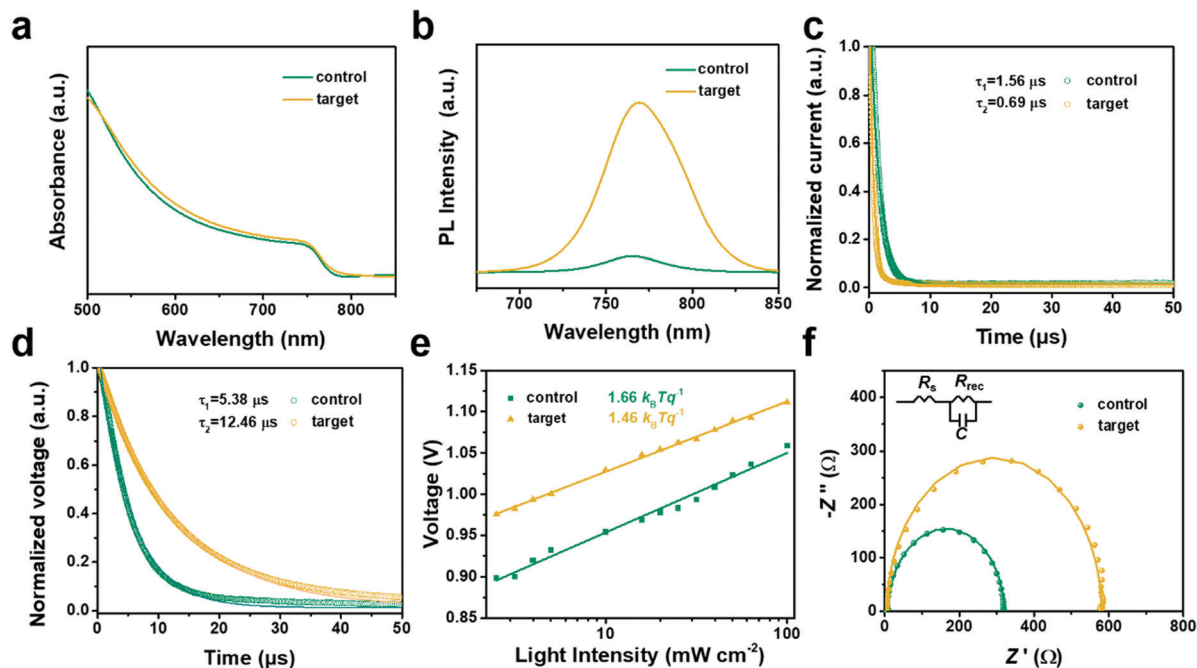 a
control
target
Absorbance (a.u.)
500 600 700 800
Wavelength (nm)
b
control
target
PL Intensity (a.u.)
700 750 800 850
Wavelength (nm)
c
τ₁=1.56 μs control
τ₂=0.69 μs target
Normalized current (a.u.)
1.0
0.8
0.6
0.4
0.2
0.0
0 10 20 30 40 50
Time (μs)
d
τ₁=5.38 μs control
τ₂=12.46 μs target
Normalized voltage (a.u.)
1.0
0.8
0.6
0.4
0.2
0.0
0 10 20 30 40 50
Time (μs)
e
control 1.66 k_BTq⁻¹
target 1.46 k_BTq⁻¹
Voltage (V)
1.15
1.10
1.05
1.00
0.95
0.90
0.85
10 100
Light Intensity (mW cm⁻²)
f
R_s R_rec
C
control
target
-Z'' (Ω)
400
300
200
100
0
0 200 400 600 800
Z' (Ω)